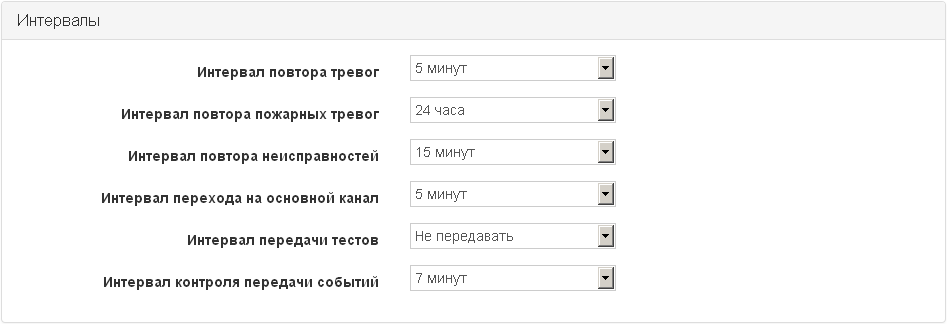 Интервалы
Интервал повтора тревог 5 минут
Интервал повтора пожарных тревог 24 часа
Интервал повтора неисправностей 15 минут
Интервал перехода на основной канал 5 минут
Интервал передачи тестов Не передавать
Интервал контроля передачи событий 7 минут